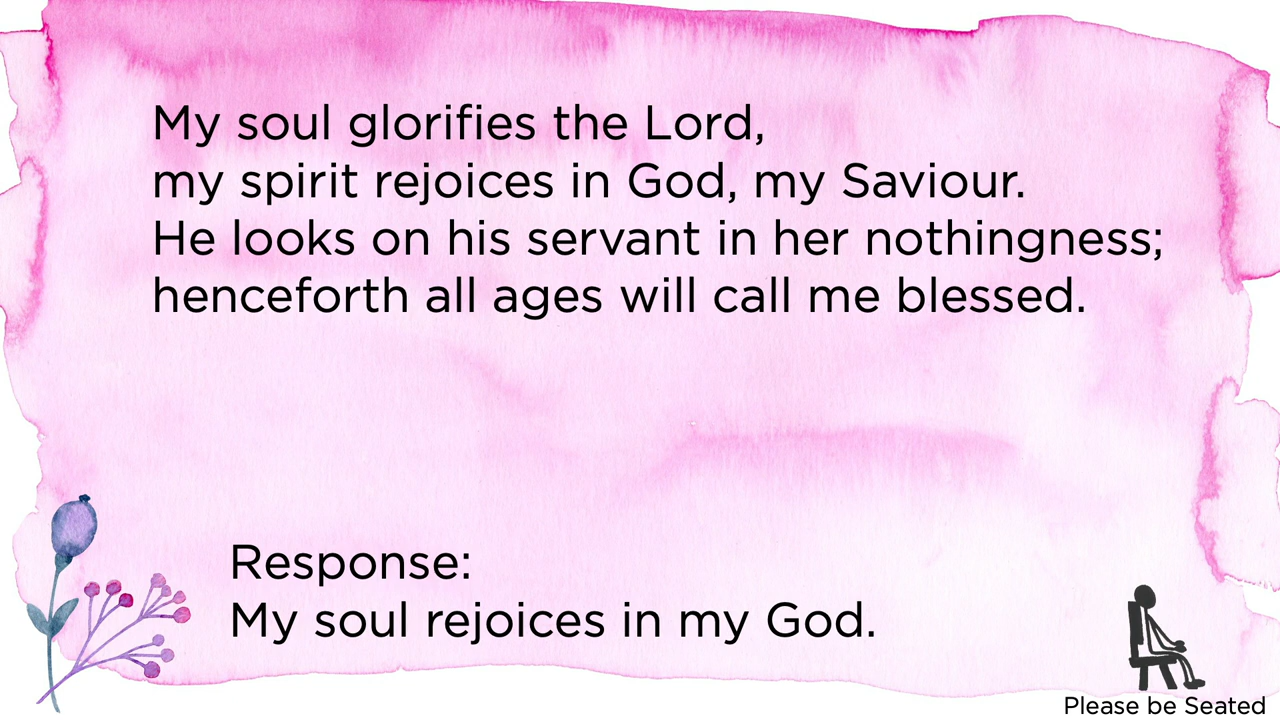 My soul glorifies the Lord,
my spirit rejoices in God, my Saviour.
He looks on his servant in her nothingness;
henceforth all ages will call me blessed.
Response:
My soul rejoices in my God.
Please be Seated